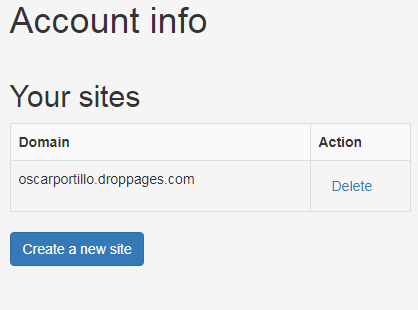 Account info
Your sites
Domain Action
oscarportillo.droppages.com Delete
Create a new site